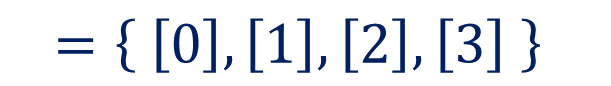 = { [0], [1], [2], [3] }